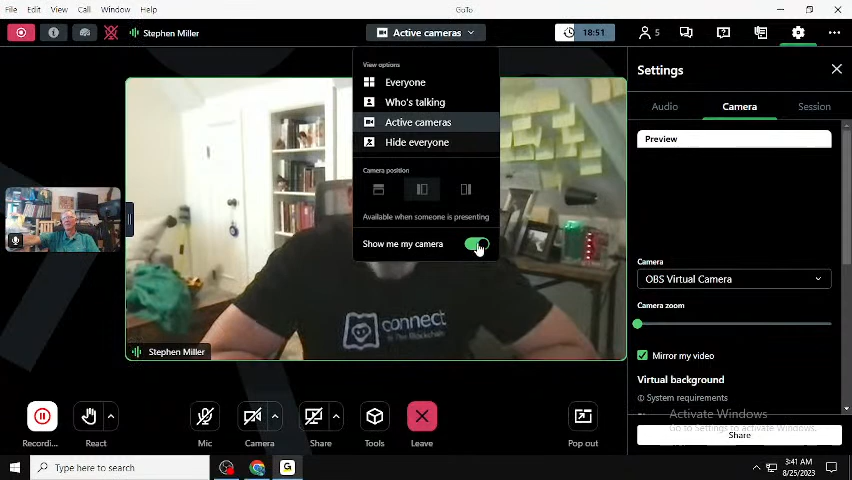 File Edit View Call Window Help
GoTo
Stephen Miller
Active cameras
18:51
5
View options
Everyone
Who's talking
Active cameras
Hide everyone
Camera position
Available when someone is presenting
Show me my camera
Settings
Audio Camera Session
Preview
Camera
OBS Virtual Camera
Camera zoom
Mirror my video
Virtual background
System requirements
Activate Windows
Go to Settings to activate Windows.
Share
connect
Stephen Miller
Recordi...
React
Mic
Camera
Share
Tools
Leave
Pop out
Type here to search
G
3:41 AM
8/25/2023